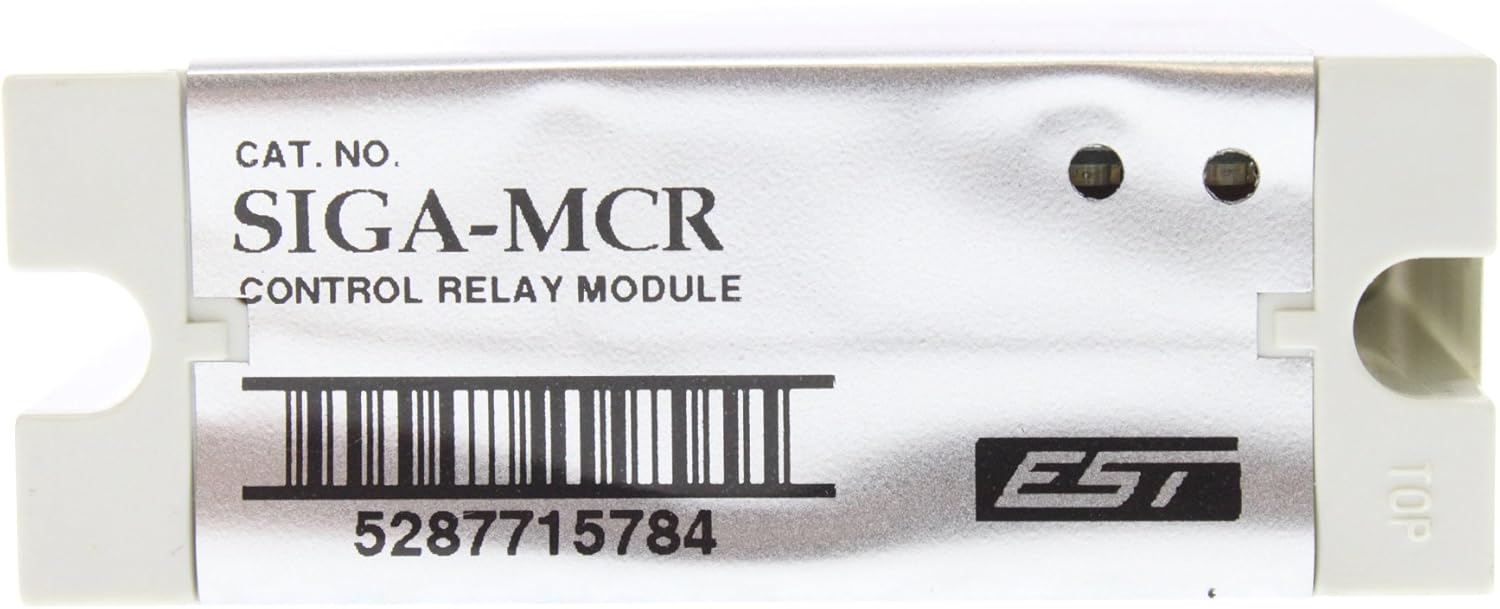 CAT. NO.
SIGA-MCR
CONTROL RELAY MODULE
5287715784
EST
TOP